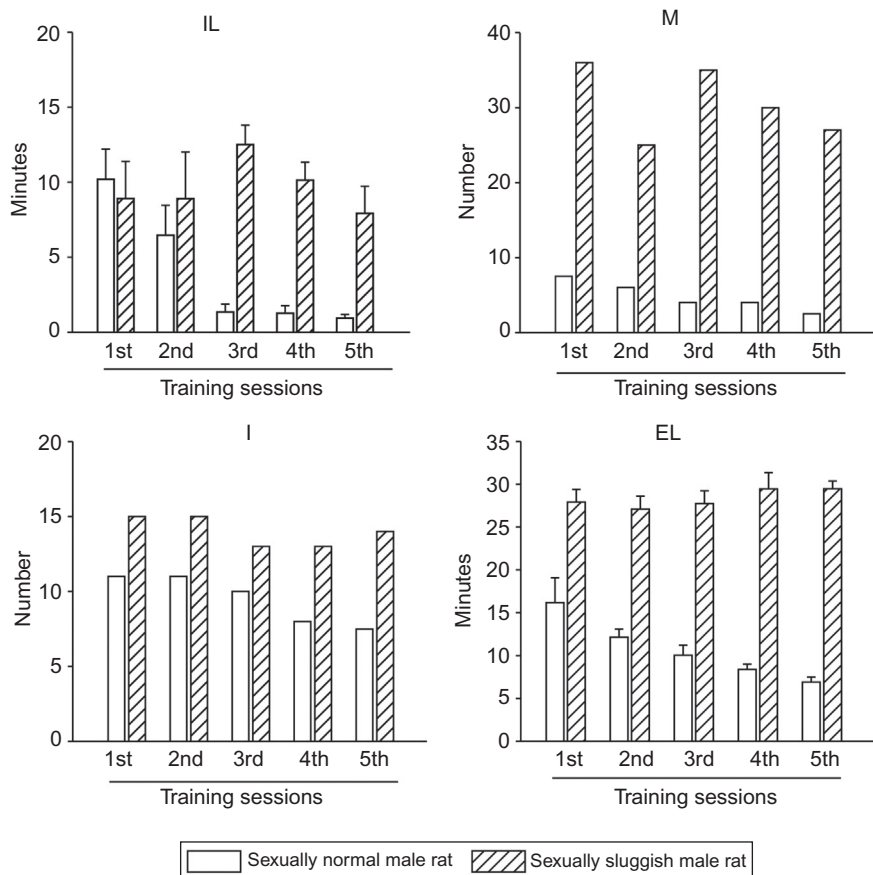 IL
20
15
10
5
0
Minutes
1st 2nd 3rd 4th 5th
Training sessions
M
40
30
20
10
0
Number
1st 2nd 3rd 4th 5th
Training sessions
I
20
15
10
5
0
Number
1st 2nd 3rd 4th 5th
Training sessions
EL
35
30
25
20
15
10
5
0
Minutes
1st 2nd 3rd 4th 5th
Training sessions
Sexually normal male rat Sexually sluggish male rat